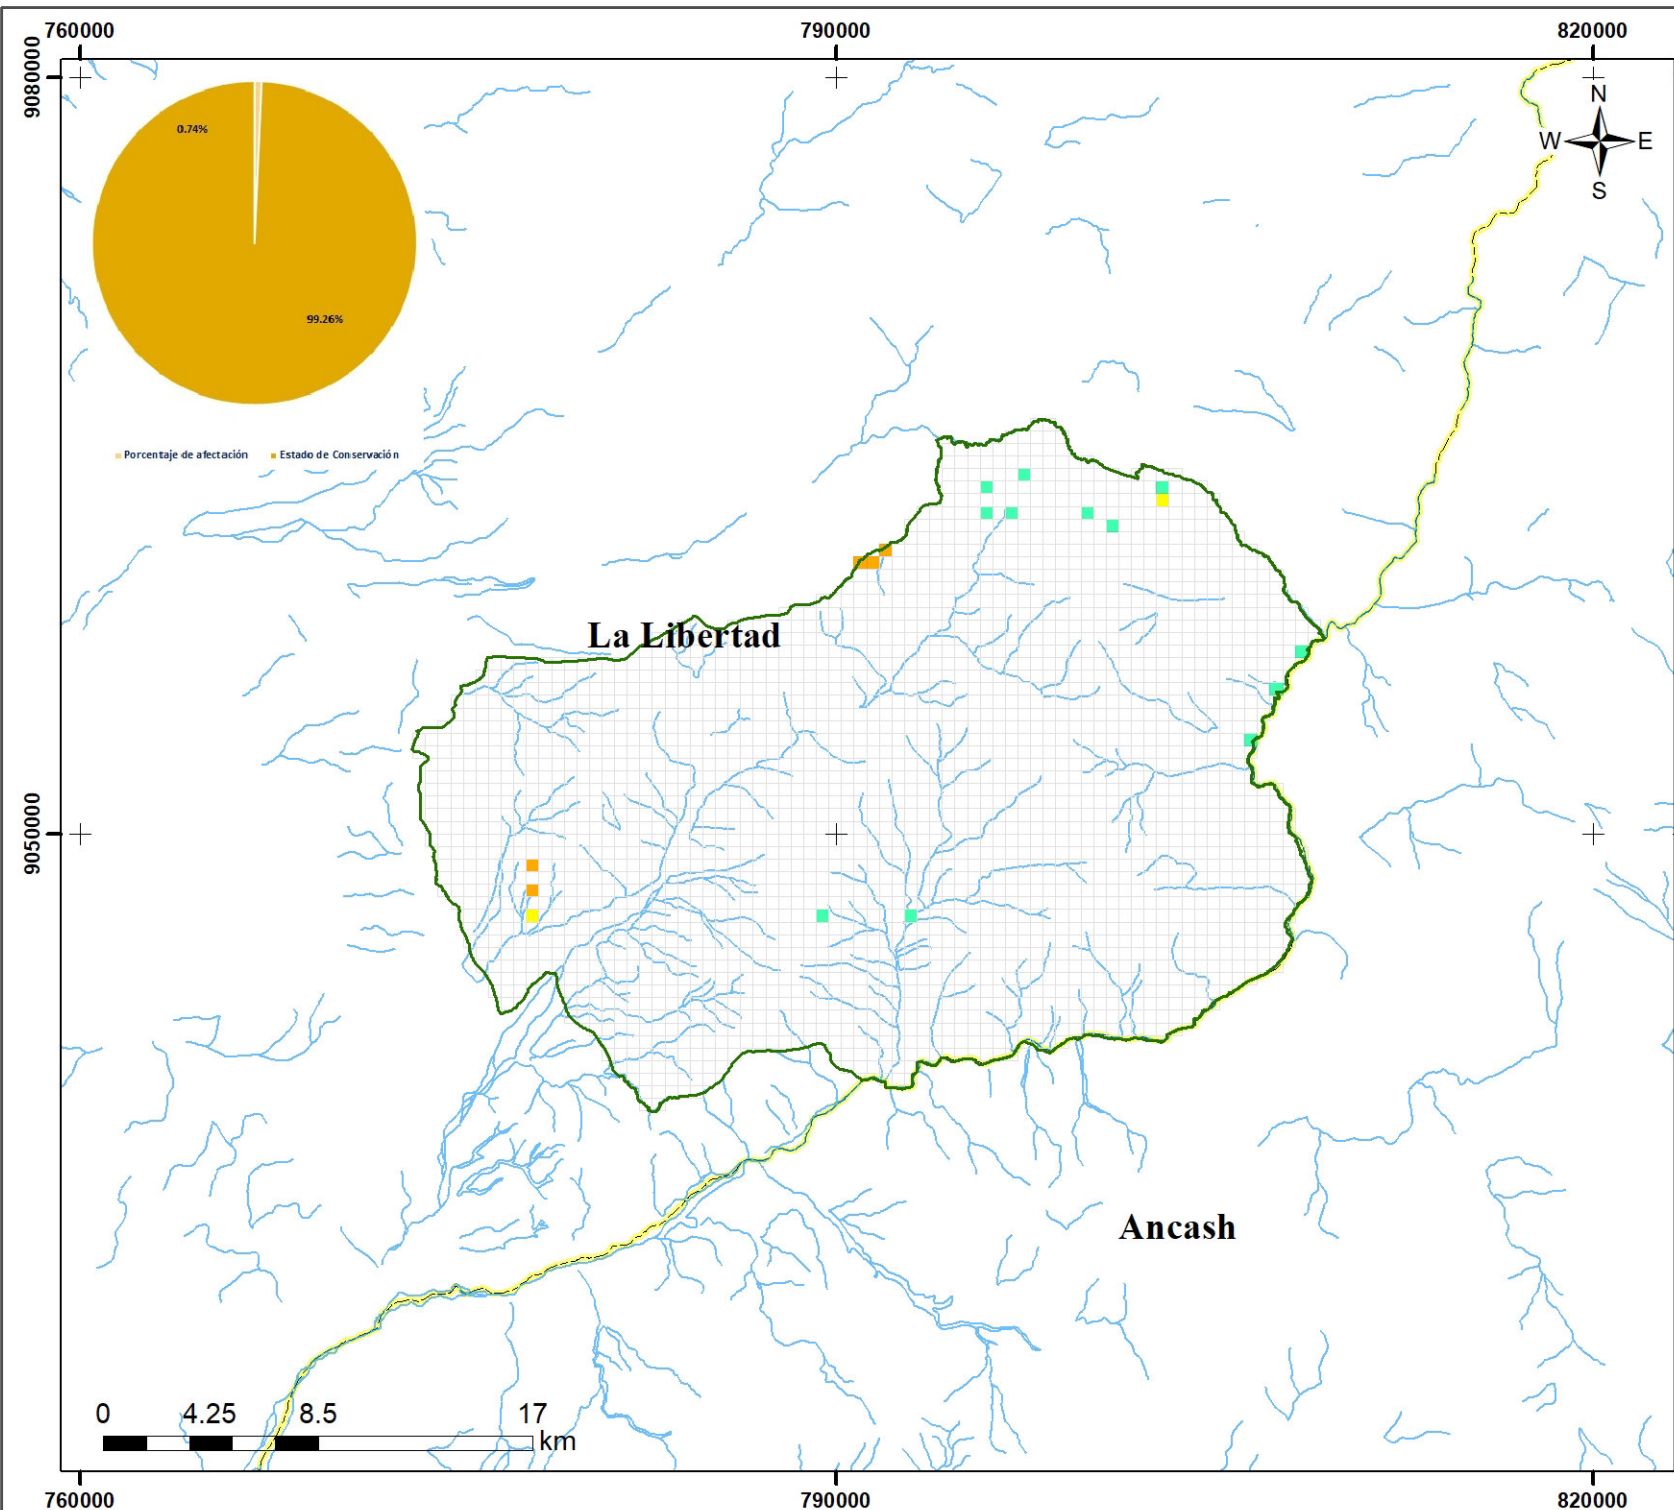 760000 790000 820000
9080000
N
W E
S
0.74%
99.26%
Porcentaje de afectación Estado de Conservación
La Libertad
9050000
Ancash
0 4.25 8.5 17
km
760000 790000 820000